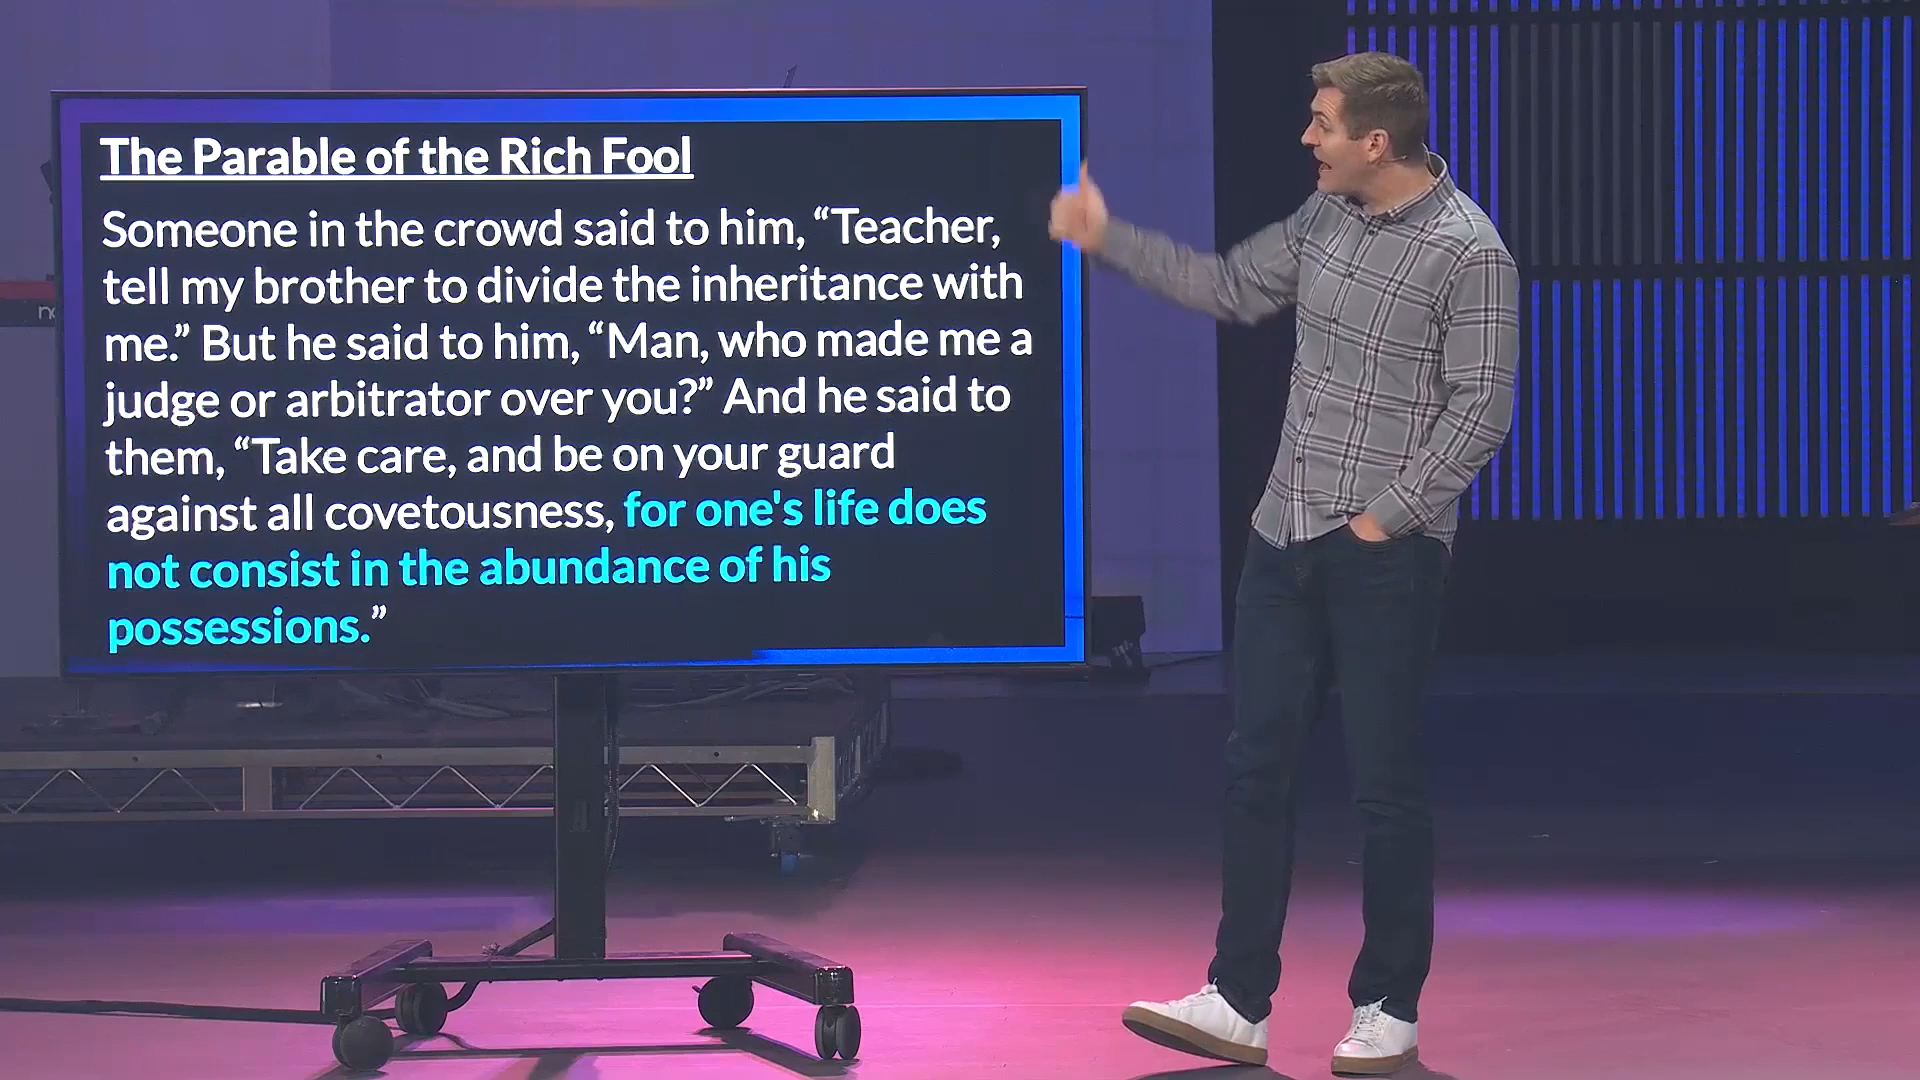 The Parable of the Rich Fool
Someone in the crowd said to him, “Teacher,
tell my brother to divide the inheritance with
me.” But he said to him, “Man, who made me a
judge or arbitrator over you?” And he said to
them, “Take care, and be on your guard
against all covetousness, for one's life does
not consist in the abundance of his
possessions.”